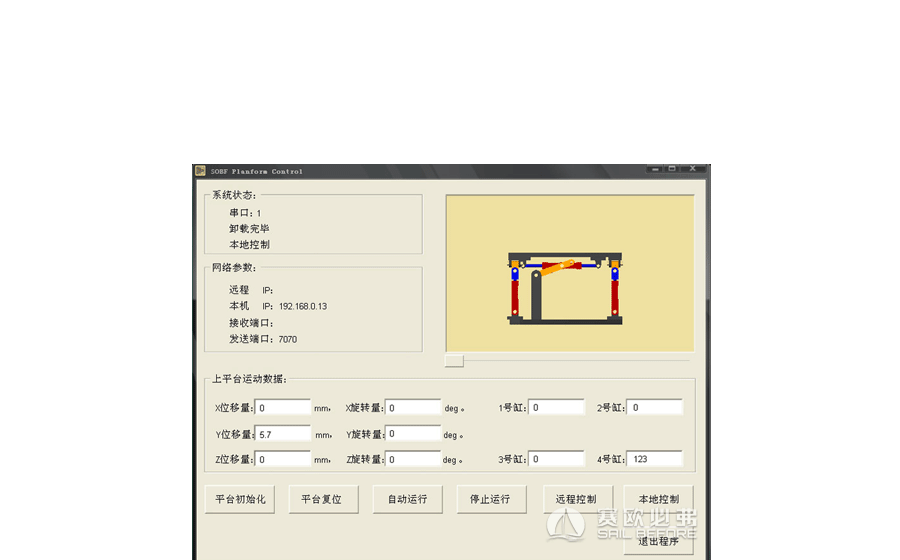 SOBF Planform Control
系统状态:
串口: 1
卸载完毕
本地控制
网络参数:
远程 IP:
本机 IP: 192.168.0.13
接收端口:
发送端口: 7070
上平台运动数据:
X位移量: 0 mm, X旋转量: 0 deg 。 1号缸: 0 2号缸: 0
Y位移量: 5.7 mm, Y旋转量: 0 deg 。
Z位移量: 0 mm, Z旋转量: 0 deg 。 3号缸: 0 4号缸: 123
平台初始化 平台复位 自动运行 停止运行 远程控制 本地控制
赛欧必弗
SAIL BEFORE
退出程序